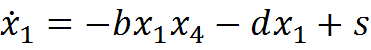 ẋ₁ = −bx₁x₄ − dx₁ + s